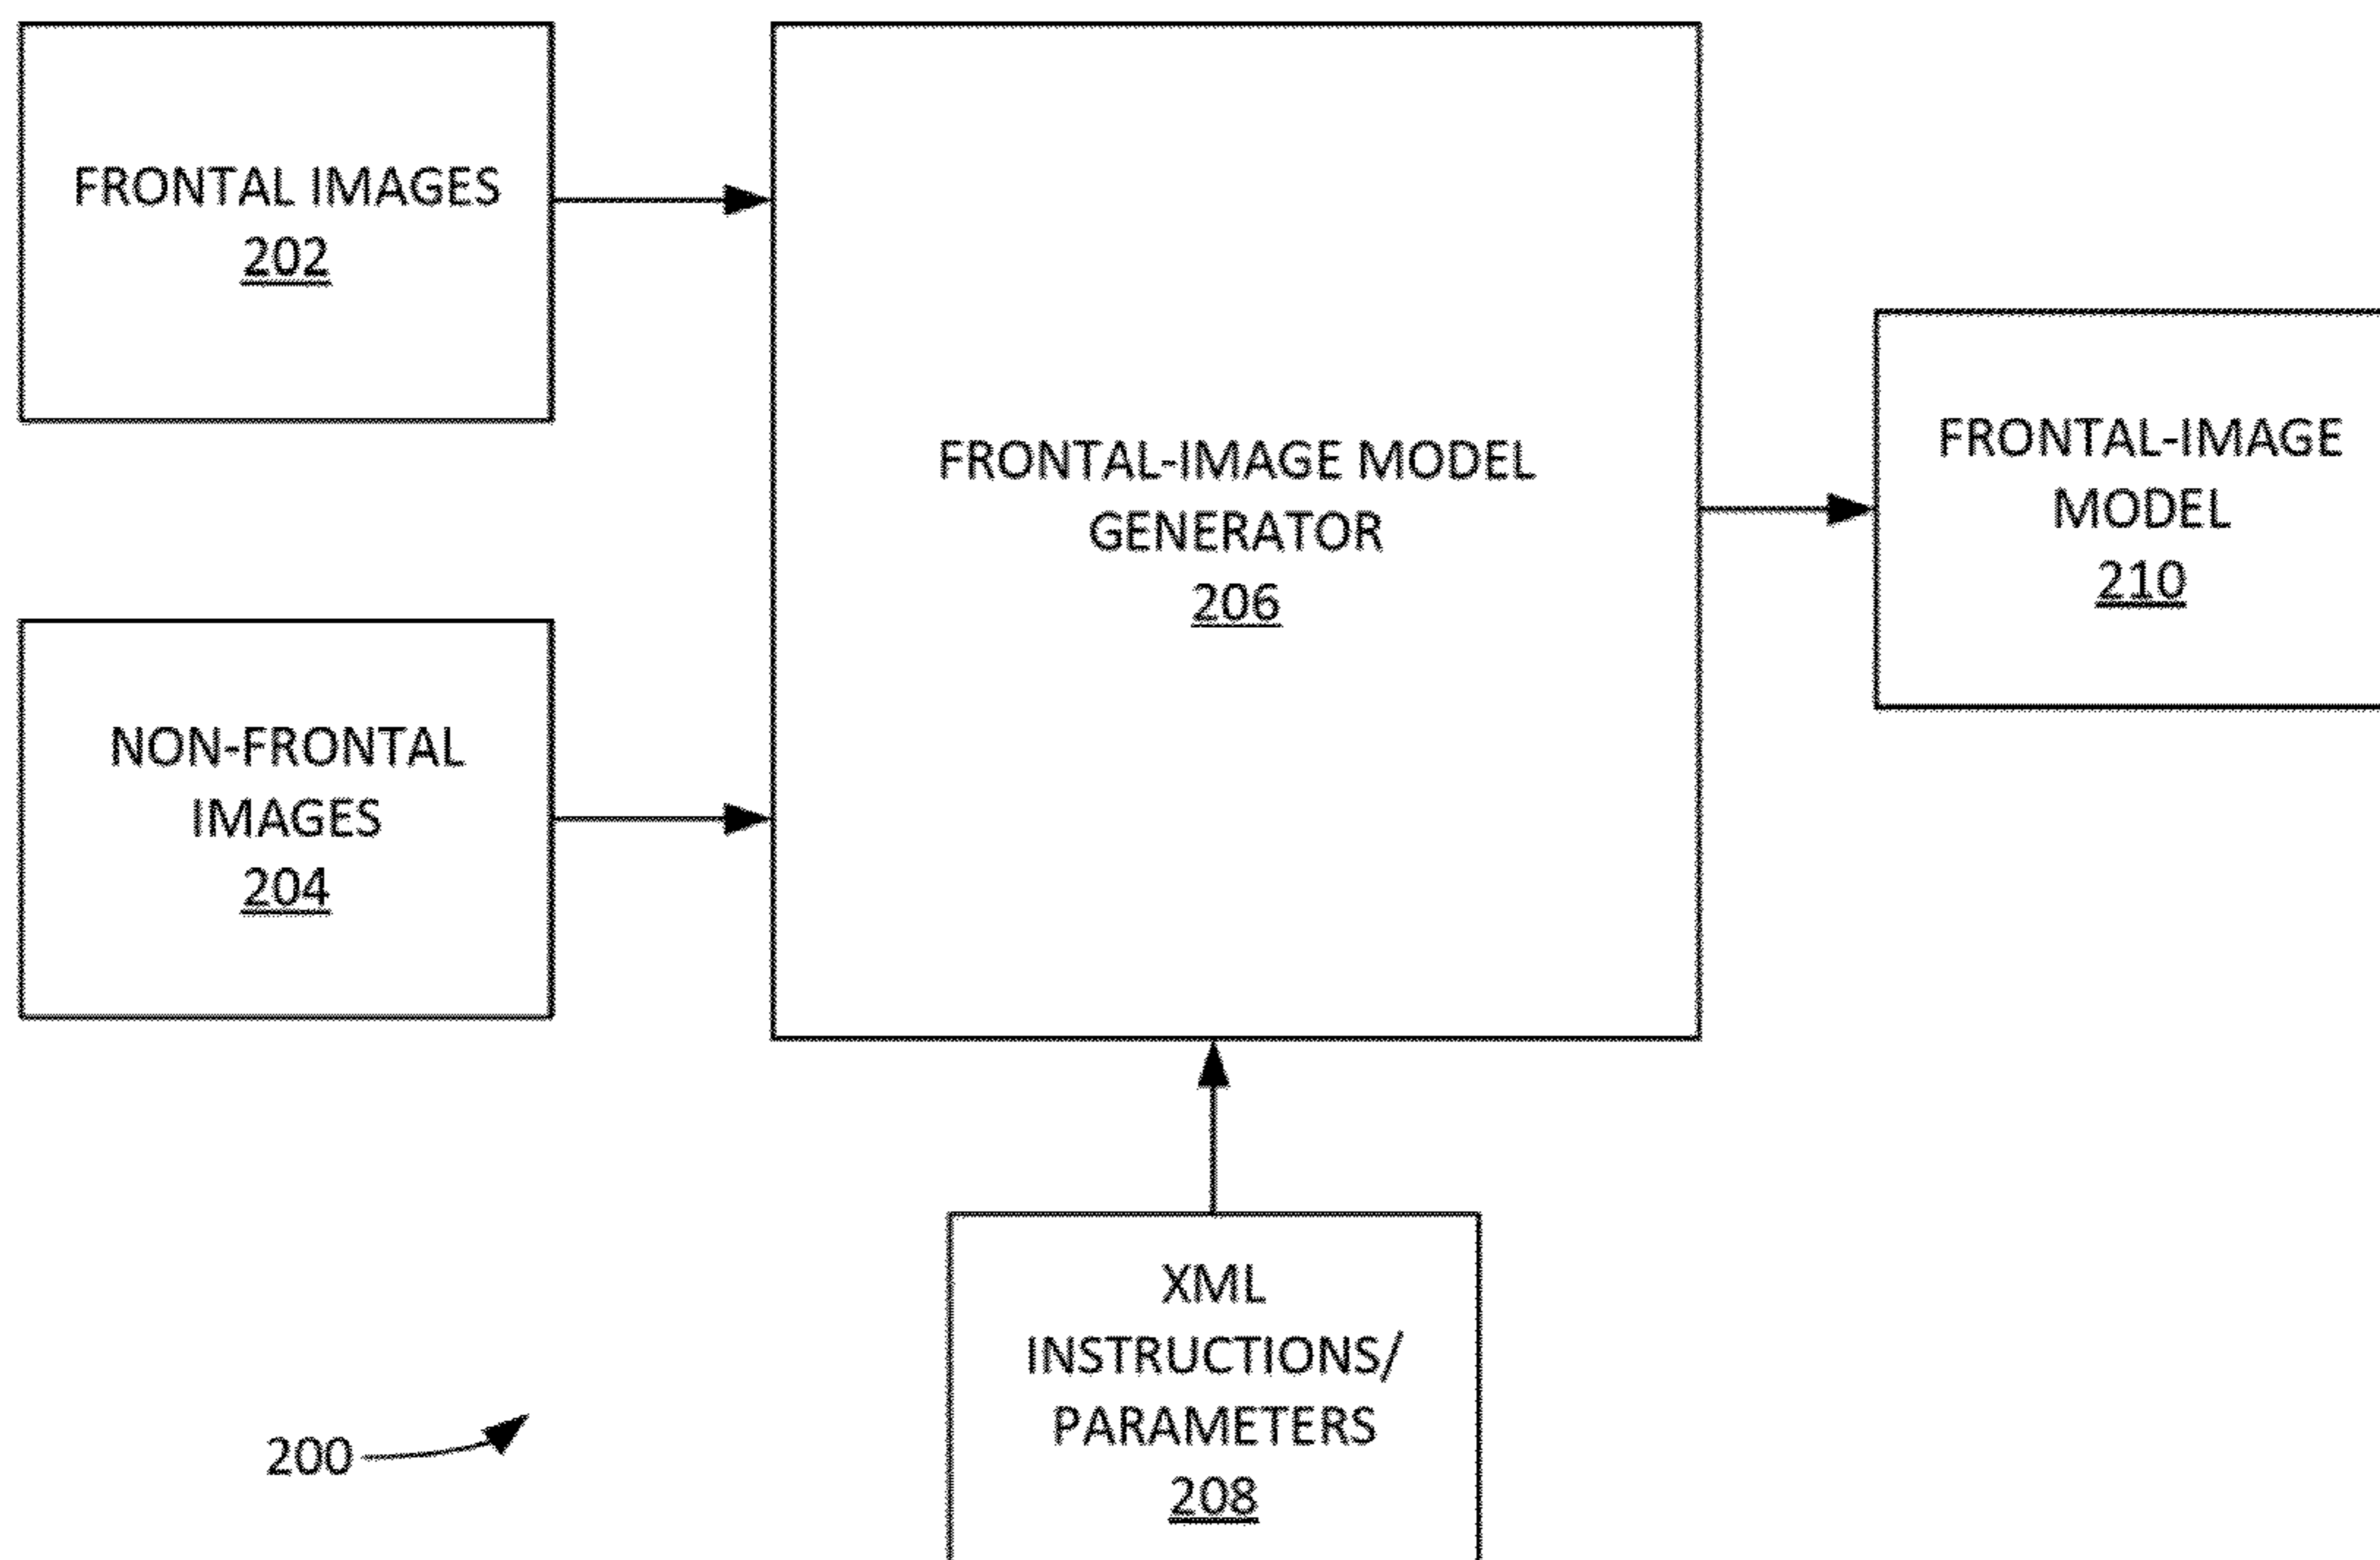 FRONTAL IMAGES
202
NON-FRONTAL
IMAGES
204
FRONTAL-IMAGE MODEL
GENERATOR
206
FRONTAL-IMAGE
MODEL
210
XML
INSTRUCTIONS/
PARAMETERS
208
200